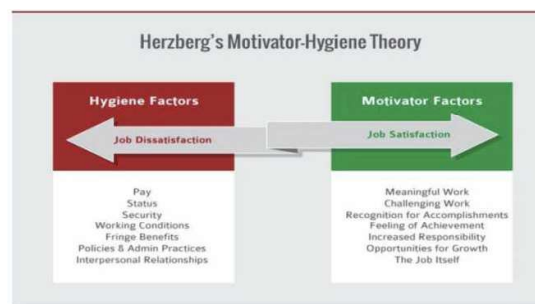 Herzberg's Motivator-Hygiene Theory
Hygiene Factors
Job Dissatisfaction
Pay
Status
Security
Working Conditions
Fringe Benefits
Policies & Admin Practices
Interpersonal Relationships
Motivator Factors
Job Satisfaction
Meaningful Work
Challenging Work
Recognition for Accomplishments
Feeling of Achievement
Increased Responsibility
Opportunities for Growth
The Job Itself